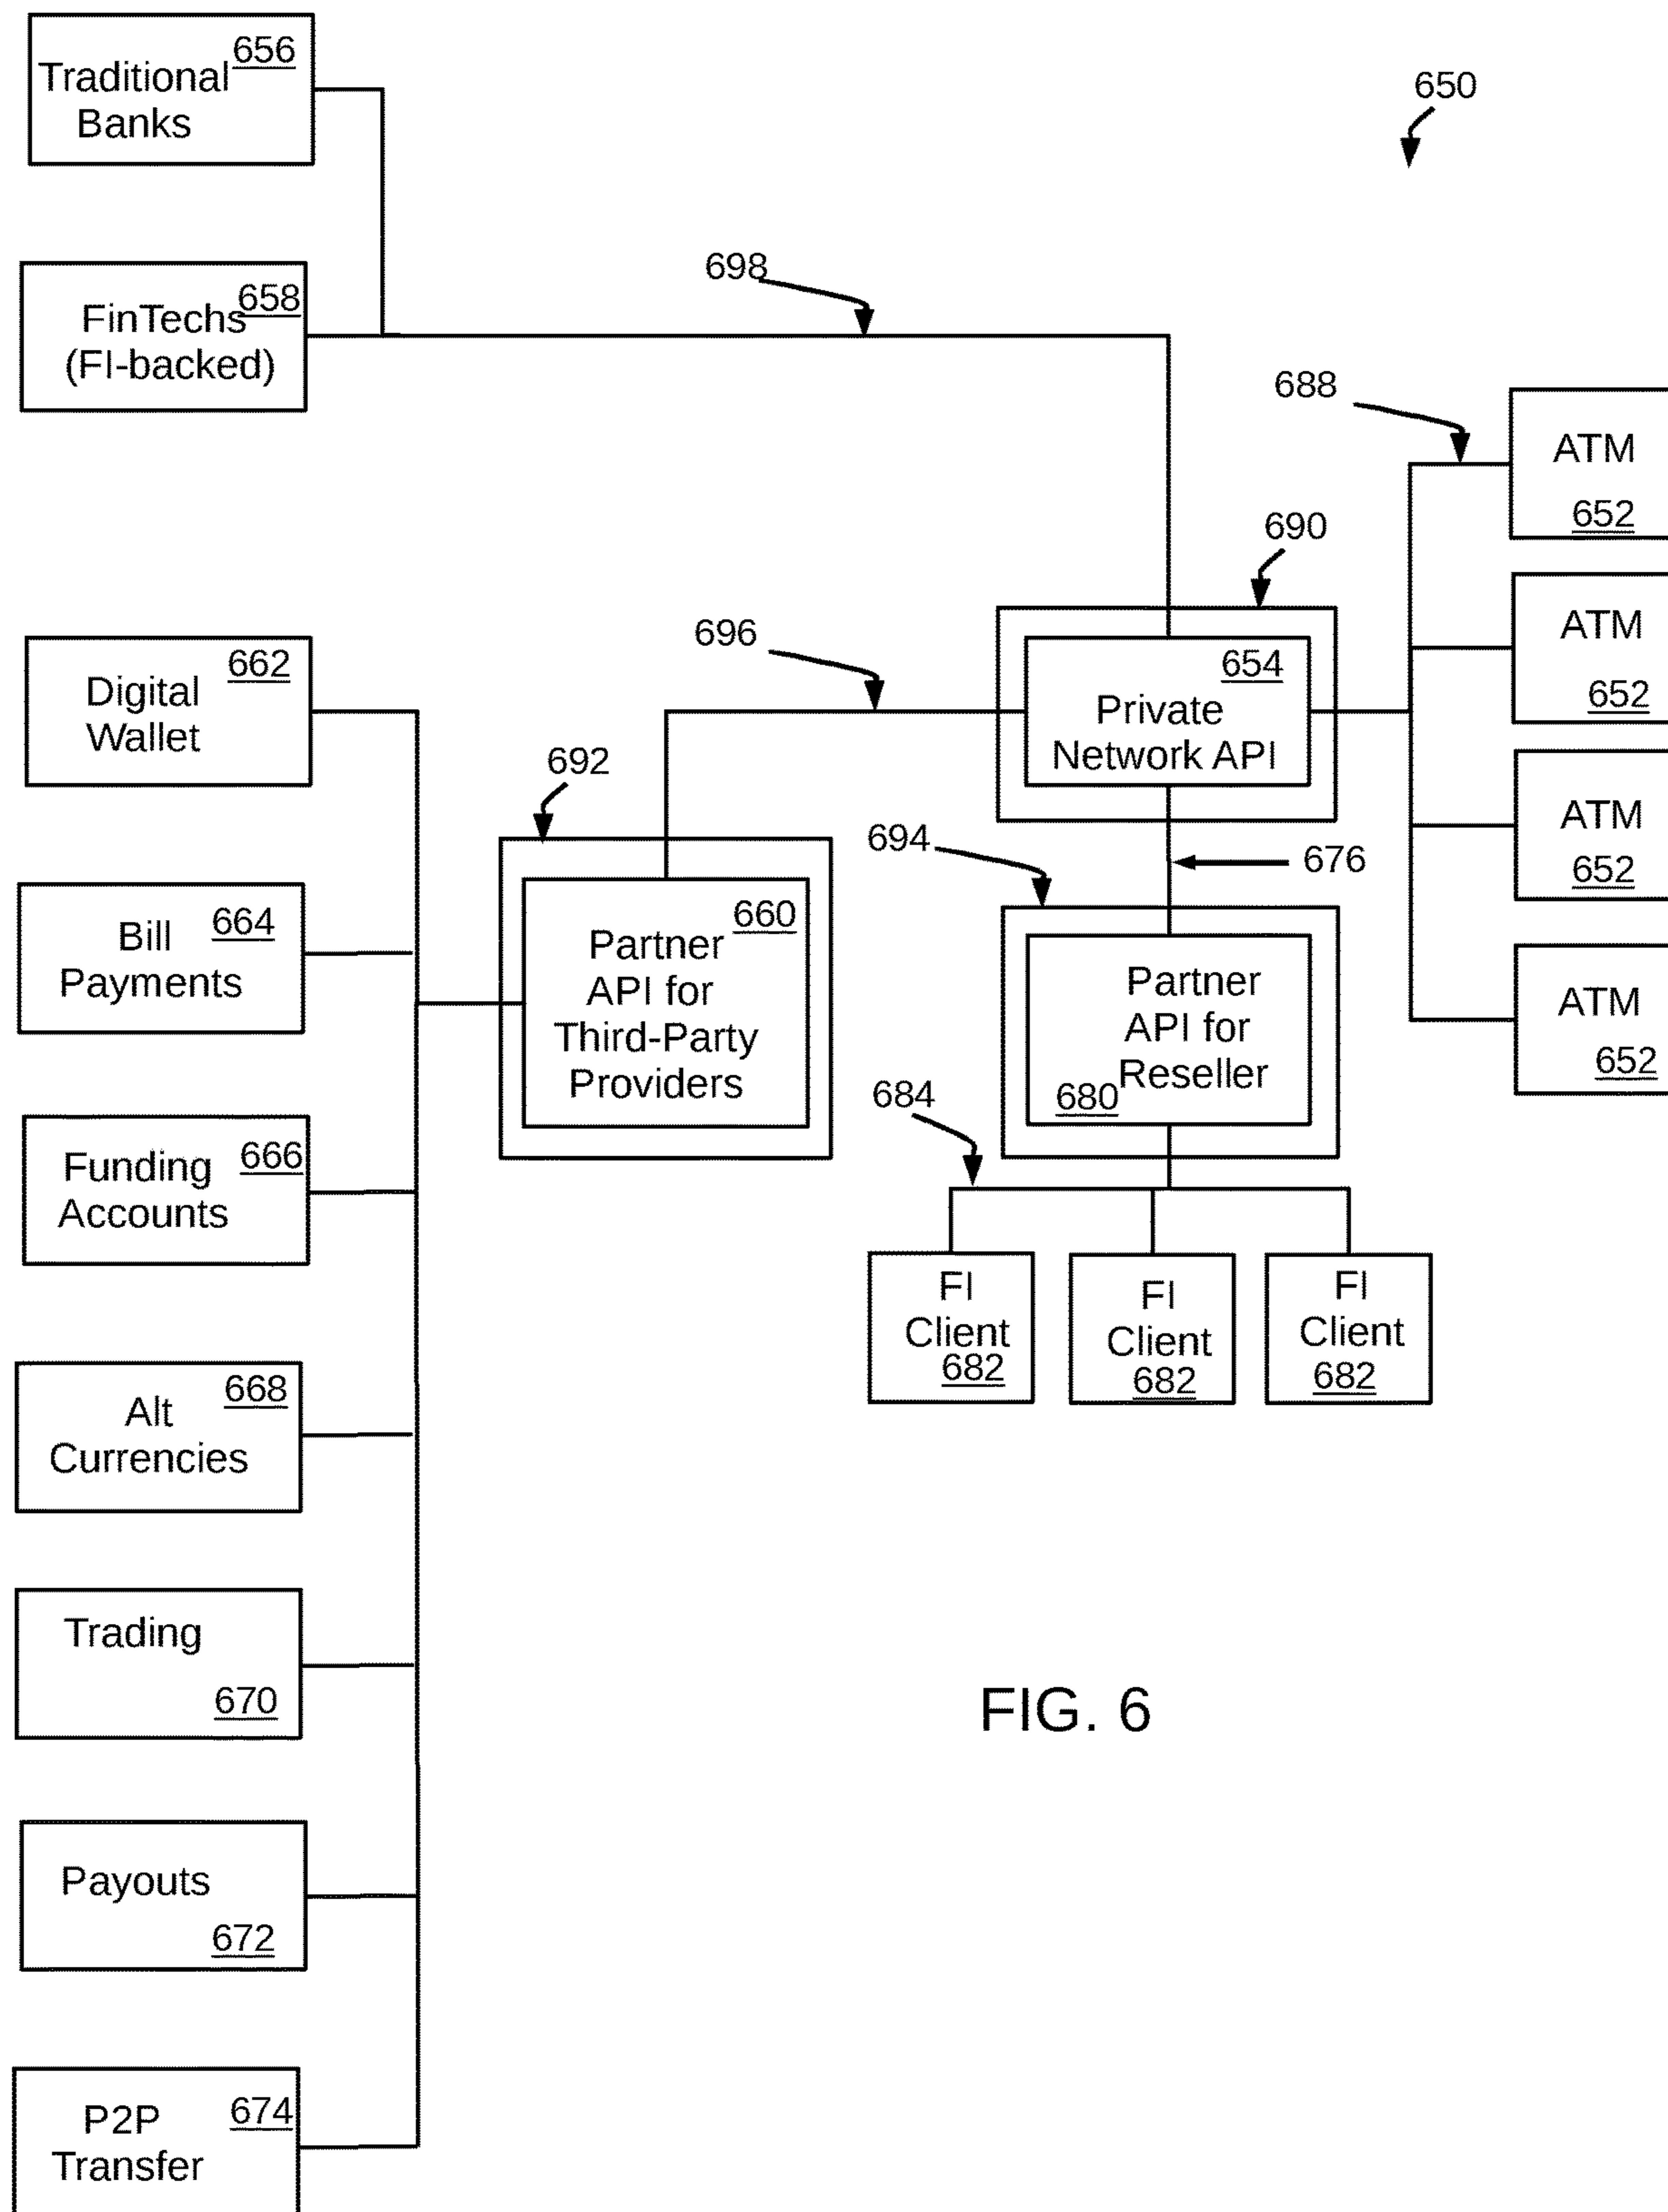 656
Traditional
Banks
650
658
FinTechs
(FI-backed)
698
688
ATM
652
690
ATM
652
696
654
Private
Network API
662
Digital
Wallet
692
ATM
652
694
676
664
Bill
Payments
660
Partner
API for
Third-Party
Providers
Partner
API for
Reseller
680
ATM
652
684
666
Funding
Accounts
FI
Client
682
FI
Client
682
FI
Client
682
668
Alt
Currencies
Trading
670
FIG. 6
Payouts
672
674
P2P
Transfer